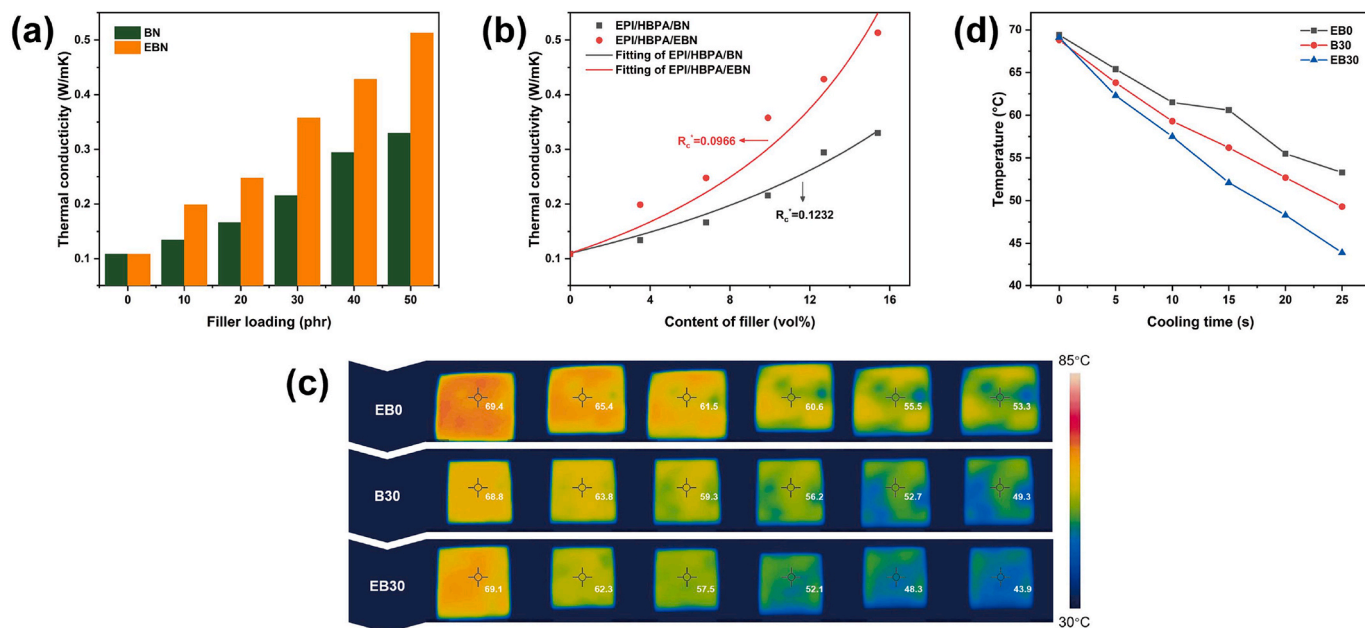 (a)
BN
EBN
Thermal conducticity (W/mK)
0.5
0.4
0.3
0.2
0.1
0 10 20 30 40 50
Filler loading (phr)
(b)
EPI/HBPA/BN
EPI/HBPA/EBN
Fitting of EPI/HBPA/BN
Fitting of EPI/HBPA/EBN
Thermal conductivity (W/mK)
0.5
0.4
0.3
0.2
0.1
Rc*=0.0966
Rc*=0.1232
0 4 8 12 16
Content of filler (vol%)
(d)
EB0
B30
EB30
Temperature (°C)
70
65
60
55
50
45
40
0 5 10 15 20 25
Cooling time (s)
(c)
EB0 69.4 65.4 61.5 60.6 55.5 53.3
B30 68.8 63.8 59.3 56.2 52.7 49.3
EB30 69.1 62.3 57.5 52.1 48.3 43.9
85°C
30°C